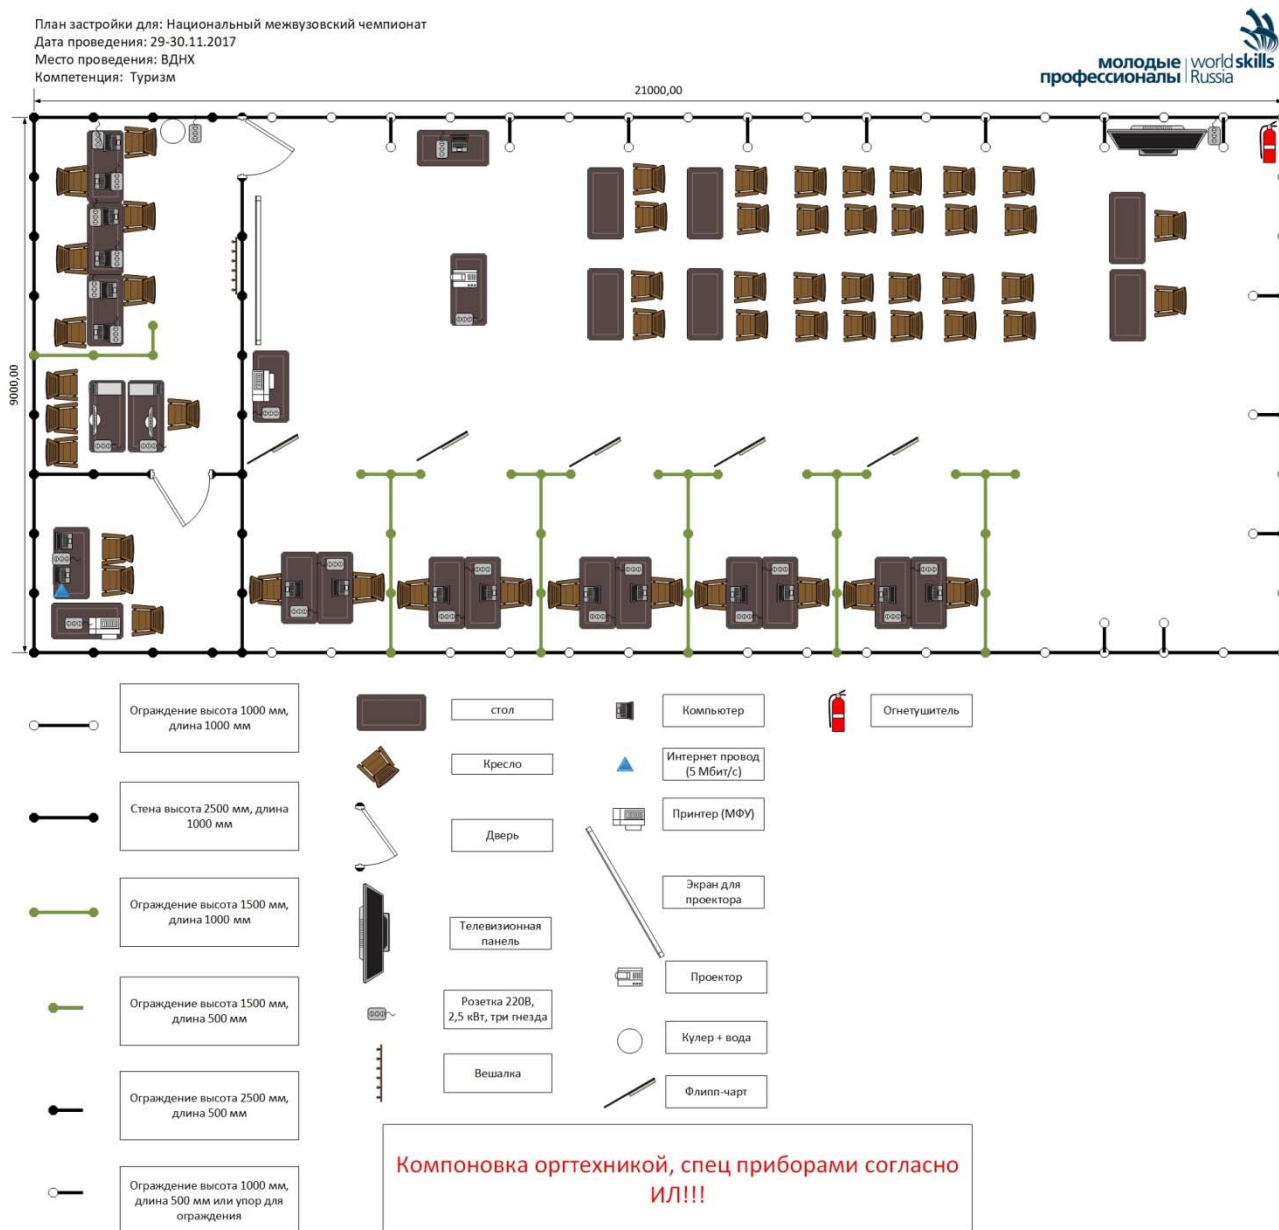 План застройки для: Национальный межвузовский чемпионат
Дата проведения: 29-30.11.2017
Место проведения: ВДНХ
Компетенция: Туризм
молодые
профессионалы
world skills
Russia
21000,00
9000,00
Ограждение высота 1000 мм,
длина 1000 мм
Стена высота 2500 мм, длина
1000 мм
Ограждение высота 1500 мм,
длина 1000 мм
Ограждение высота 1500 мм,
длина 500 мм
Ограждение высота 2500 мм,
длина 500 мм
Ограждение высота 1000 мм,
длина 500 мм или упор для
ограждения
стол
Кресло
Дверь
Телевизионная
панель
Розетка 220В,
2,5 кВт, три гнезда
Вешалка
Компьютер
Интернет провод
(5 Мбит/с)
Принтер (МФУ)
Экран для
проектора
Проектор
Кулер + вода
Флипп-чарт
Огнетушитель
Компоновка оргтехникой, спец приборами согласно
ИЛ!!!